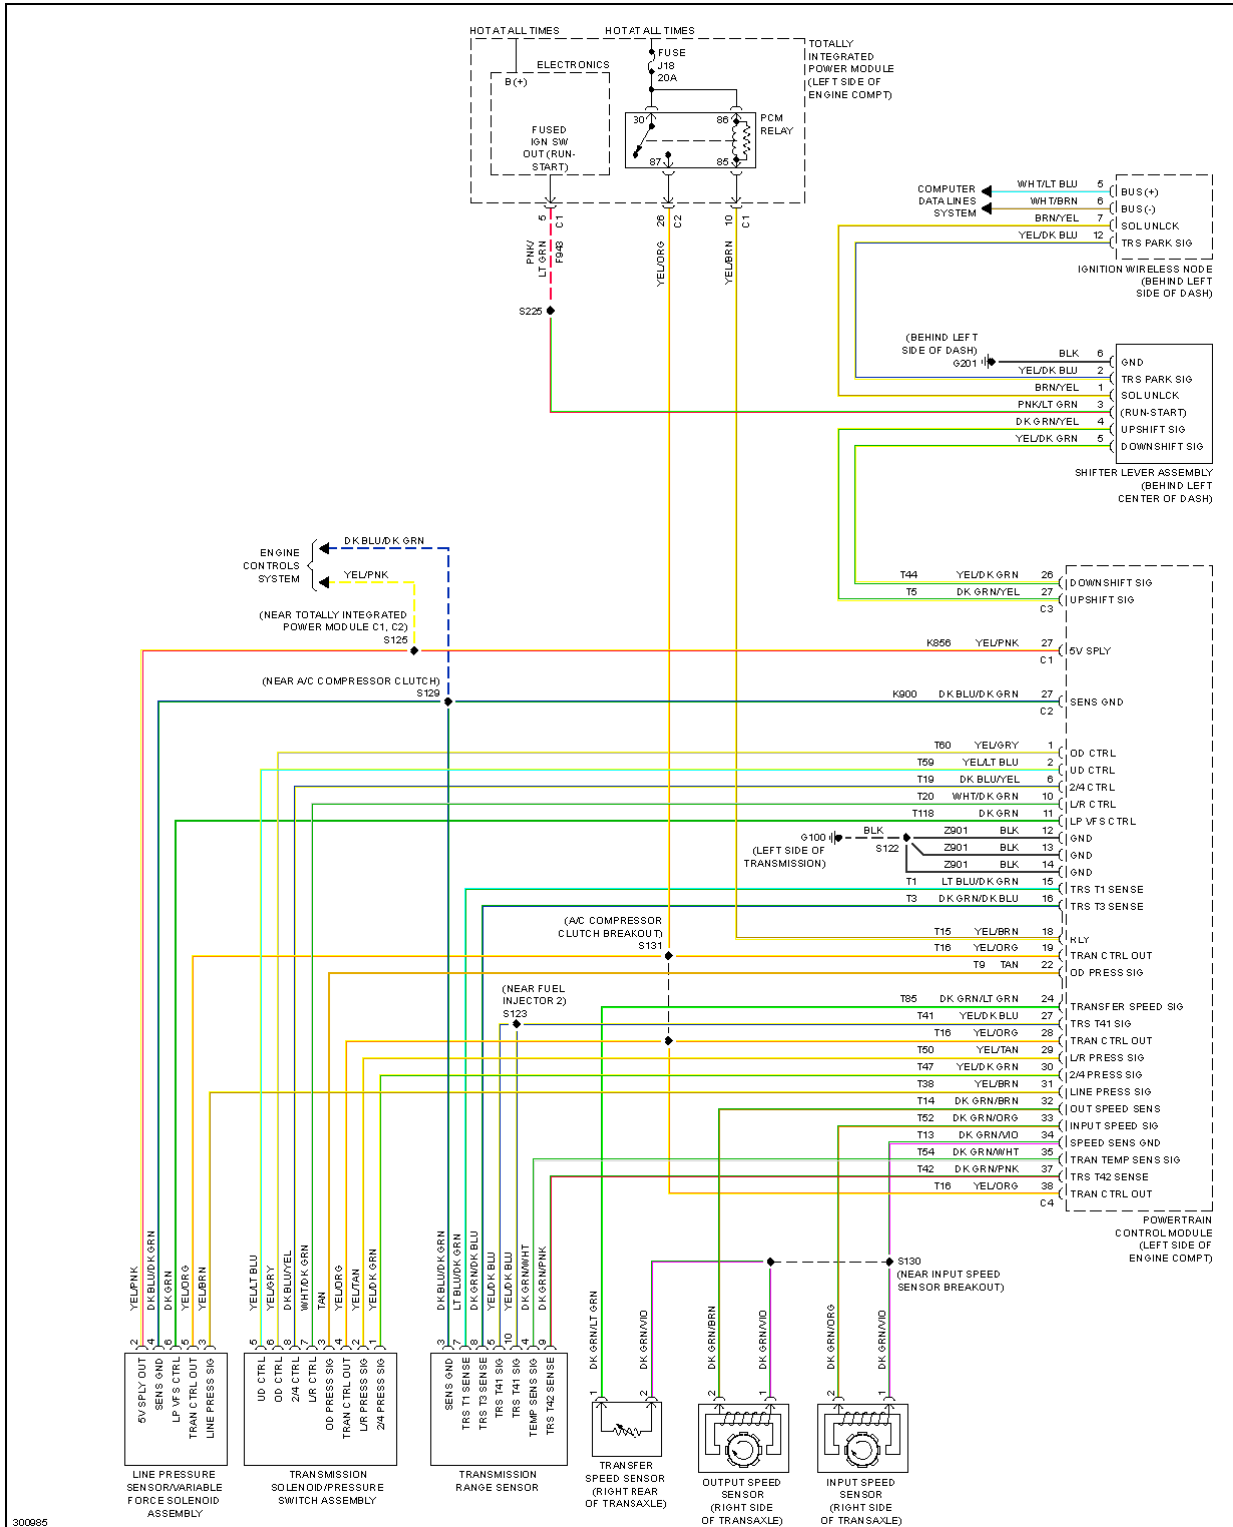 HOT AT ALL TIMES
HOT AT ALL TIMES
FUSE
J18
20A
TOTALLY
INTEGRATED
POWER MODULE
(LEFT SIDE OF
ENGINE COMPT)
ELECTRONICS
B(+)
FUSED
IGN SW
OUT (RUN-
START)
30
86
87
85
PCM
RELAY
5
C1
26
C2
10
C1
PNK/
LT GRN
F943
YEL/ORG
YEL/BRN
S225
COMPUTER
DATA LINES
SYSTEM
WHT/LT BLU 5 BUS(+)
WHT/BRN 6 BUS(-)
BRN/YEL 7 SOL UNLCK
YEL/DK BLU 12 TRS PARK SIG
IGNITION WIRELESS NODE
(BEHIND LEFT
SIDE OF DASH)
(BEHIND LEFT
SIDE OF DASH)
G201
BLK 6 GND
YEL/DK BLU 2 TRS PARK SIG
BRN/YEL 1 SOL UNLCK
PNK/LT GRN 3 (RUN-START)
DK GRN/YEL 4 UPSHIFT SIG
YEL/DK GRN 5 DOWNSHIFT SIG
SHIFTER LEVER ASSEMBLY
(BEHIND LEFT
CENTER OF DASH)
ENGINE
CONTROLS
SYSTEM
DK BLU/DK GRN
YEL/PNK
(NEAR TOTALLY INTEGRATED
POWER MODULE C1, C2)
S125
(NEAR A/C COMPRESSOR CLUTCH)
S129
T44 YEL/DK GRN 26 DOWNSHIFT SIG
T5 DK GRN/YEL 27 UPSHIFT SIG
C3
K856 YEL/PNK 27 5V SPLY
C1
K900 DK BLU/DK GRN 27 SENS GND
C2
T60 YEL/GRY 1 OD CTRL
T59 YEL/LT BLU 2 UD CTRL
T19 DK BLU/YEL 6 2/4 CTRL
T20 WHT/DK GRN 10 L/R CTRL
T118 DK GRN 11 LP VFS CTRL
G100
(LEFT SIDE OF
TRANSMISSION)
BLK
S122
Z901 BLK 12 GND
Z901 BLK 13 GND
Z901 BLK 14 GND
T1 LT BLU/DK GRN 15 TRS T1 SENSE
T3 DK GRN/DK BLU 16 TRS T3 SENSE
(A/C COMPRESSOR
CLUTCH BREAKOUT)
S131
T15 YEL/BRN 18 RLY
T16 YEL/ORG 19 TRAN CTRL OUT
T9 TAN 22 OD PRESS SIG
(NEAR FUEL
INJECTOR 2)
S123
T85 DK GRN/LT GRN 24 TRANSFER SPEED SIG
T41 YEL/DK BLU 27 TRS T41 SIG
T16 YEL/ORG 28 TRAN CTRL OUT
T50 YEL/TAN 29 L/R PRESS SIG
T47 YEL/DK GRN 30 2/4 PRESS SIG
T38 YEL/BRN 31 LINE PRESS SIG
T14 DK GRN/BRN 32 OUT SPEED SENS
T52 DK GRN/ORG 33 INPUT SPEED SIG
T13 DK GRN/VIO 34 SPEED SENS GND
T54 DK GRN/WHT 35 TRAN TEMP SENS SIG
T42 DK GRN/PNK 37 TRS T42 SENSE
T16 YEL/ORG 38 TRAN CTRL OUT
C4
POWERTRAIN
CONTROL MODULE
(LEFT SIDE OF
ENGINE COMPT)
S130
(NEAR INPUT SPEED
SENSOR BREAKOUT)
YEL/PNK 2 5V SPLY OUT
DK BLU/DK GRN 4 SENS GND
DK GRN 6 LP VFS CTRL
YEL/ORG 5 TRAN CTRL OUT
YEL/BRN 3 LINE PRESS SIG
LINE PRESSURE
SENSOR/VARIABLE
FORCE SOLENOID
ASSEMBLY
YEL/LT BLU 5 UD CTRL
YEL/GRY 6 OD CTRL
DK BLU/YEL 8 2/4 CTRL
WHT/DK GRN 7 L/R CTRL
TAN 3 OD PRESS SIG
YEL/ORG 4 TRAN CTRL OUT
YEL/TAN 2 L/R PRESS SIG
YEL/DK GRN 1 2/4 PRESS SIG
TRANSMISSION
SOLENOID/PRESSURE
SWITCH ASSEMBLY
DK BLU/DK GRN 3 SENS GND
LT BLU/DK GRN 7 TRS T1 SENSE
DK GRN/DK BLU 8 TRS T3 SENSE
YEL/DK BLU 5 TRS T41 SIG
YEL/DK BLU 10 TRS T41 SIG
DK GRN/WHT 4 TEMP SENS SIG
DK GRN/PNK 9 TRS T42 SENSE
TRANSMISSION
RANGE SENSOR
DK GRN/LT GRN 1
DK GRN/VIO 2
TRANSFER
SPEED SENSOR
(RIGHT REAR
OF TRANSAXLE)
DK GRN/BRN 2
DK GRN/VIO 1
OUTPUT SPEED
SENSOR
(RIGHT SIDE
OF TRANSAXLE)
DK GRN/ORG 2
DK GRN/VIO 1
INPUT SPEED
SENSOR
(RIGHT SIDE
OF TRANSAXLE)
300985